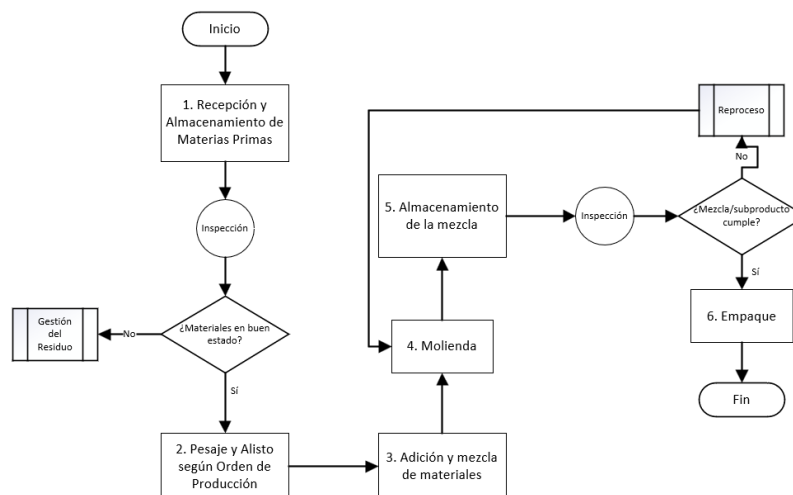 Inicio
1. Recepción y
Almacenamiento de
Materias Primas
Inspección
¿Materiales en buen
estado?
No
Gestión
del
Residuo
Sí
2. Pesaje y Alisto
según Orden de
Producción
3. Adición y mezcla
de materiales
4. Molienda
5. Almacenamiento
de la mezcla
Inspección
¿Mezcla/subproducto
cumple?
No
Reproceso
Sí
6. Empaque
Fin